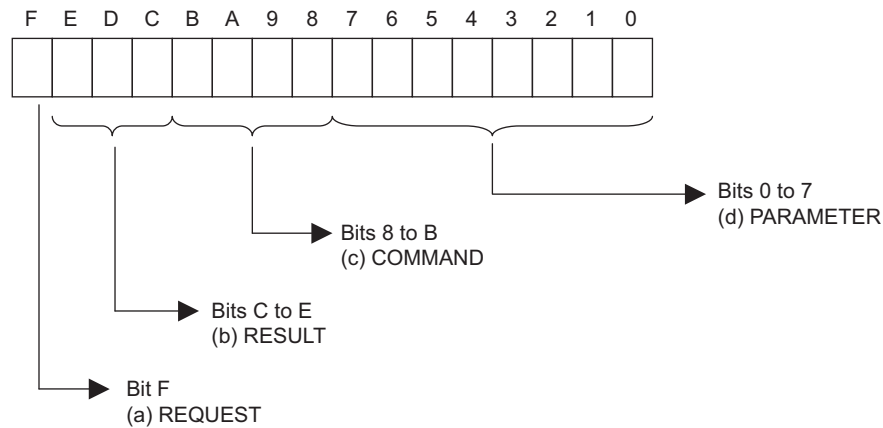 F E D C B A 9 8 7 6 5 4 3 2 1 0
Bits 0 to 7
(d) PARAMETER
Bits 8 to B
(c) COMMAND
Bits C to E
(b) RESULT
Bit F
(a) REQUEST